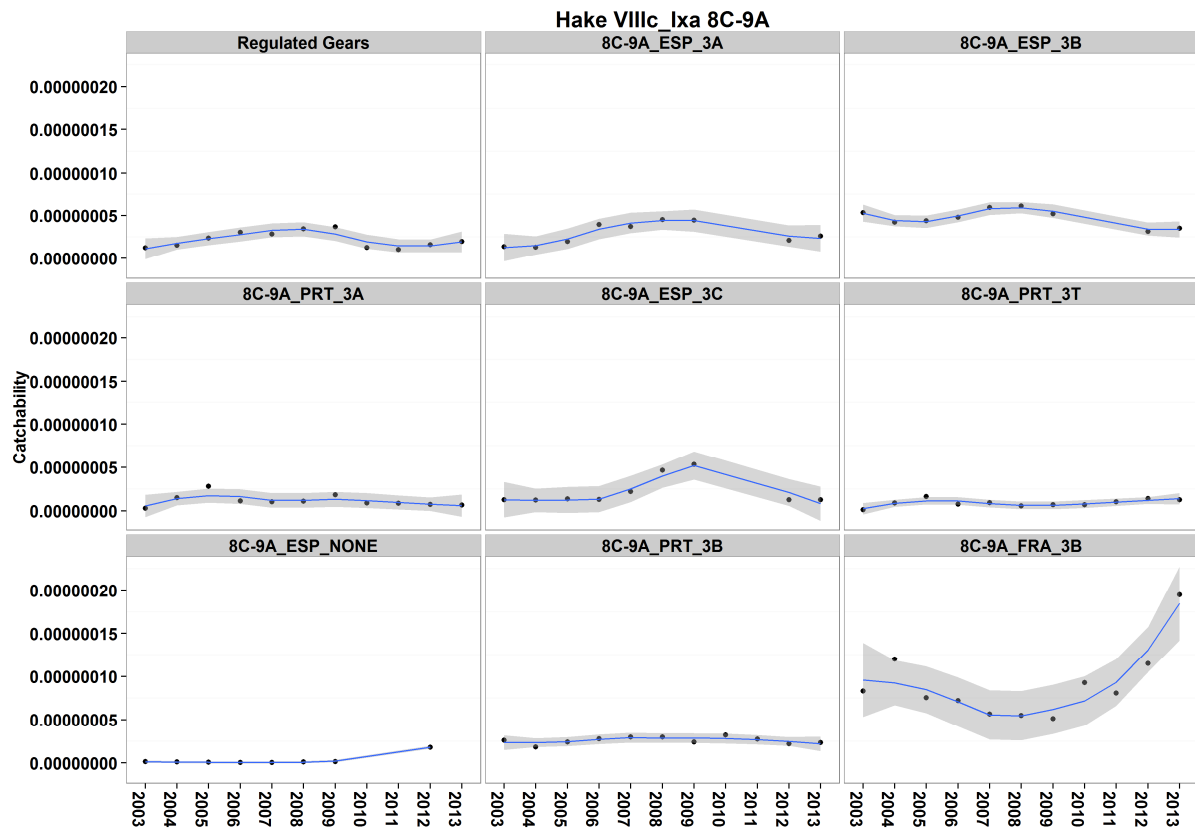 Hake VIIIc_Ixa 8C-9A
Regulated Gears
8C-9A_ESP_3A
8C-9A_ESP_3B
0.00000020
0.00000015
0.00000010
0.00000005
0.00000000
8C-9A_PRT_3A
8C-9A_ESP_3C
8C-9A_PRT_3T
0.00000020
0.00000015
0.00000010
0.00000005
0.00000000
Catchability
8C-9A_ESP_NONE
8C-9A_PRT_3B
8C-9A_FRA_3B
0.00000020
0.00000015
0.00000010
0.00000005
0.00000000
2003 2004 2005 2006 2007 2008 2009 2010 2011 2012 2013
2003 2004 2005 2006 2007 2008 2009 2010 2011 2012 2013
2003 2004 2005 2006 2007 2008 2009 2010 2011 2012 2013